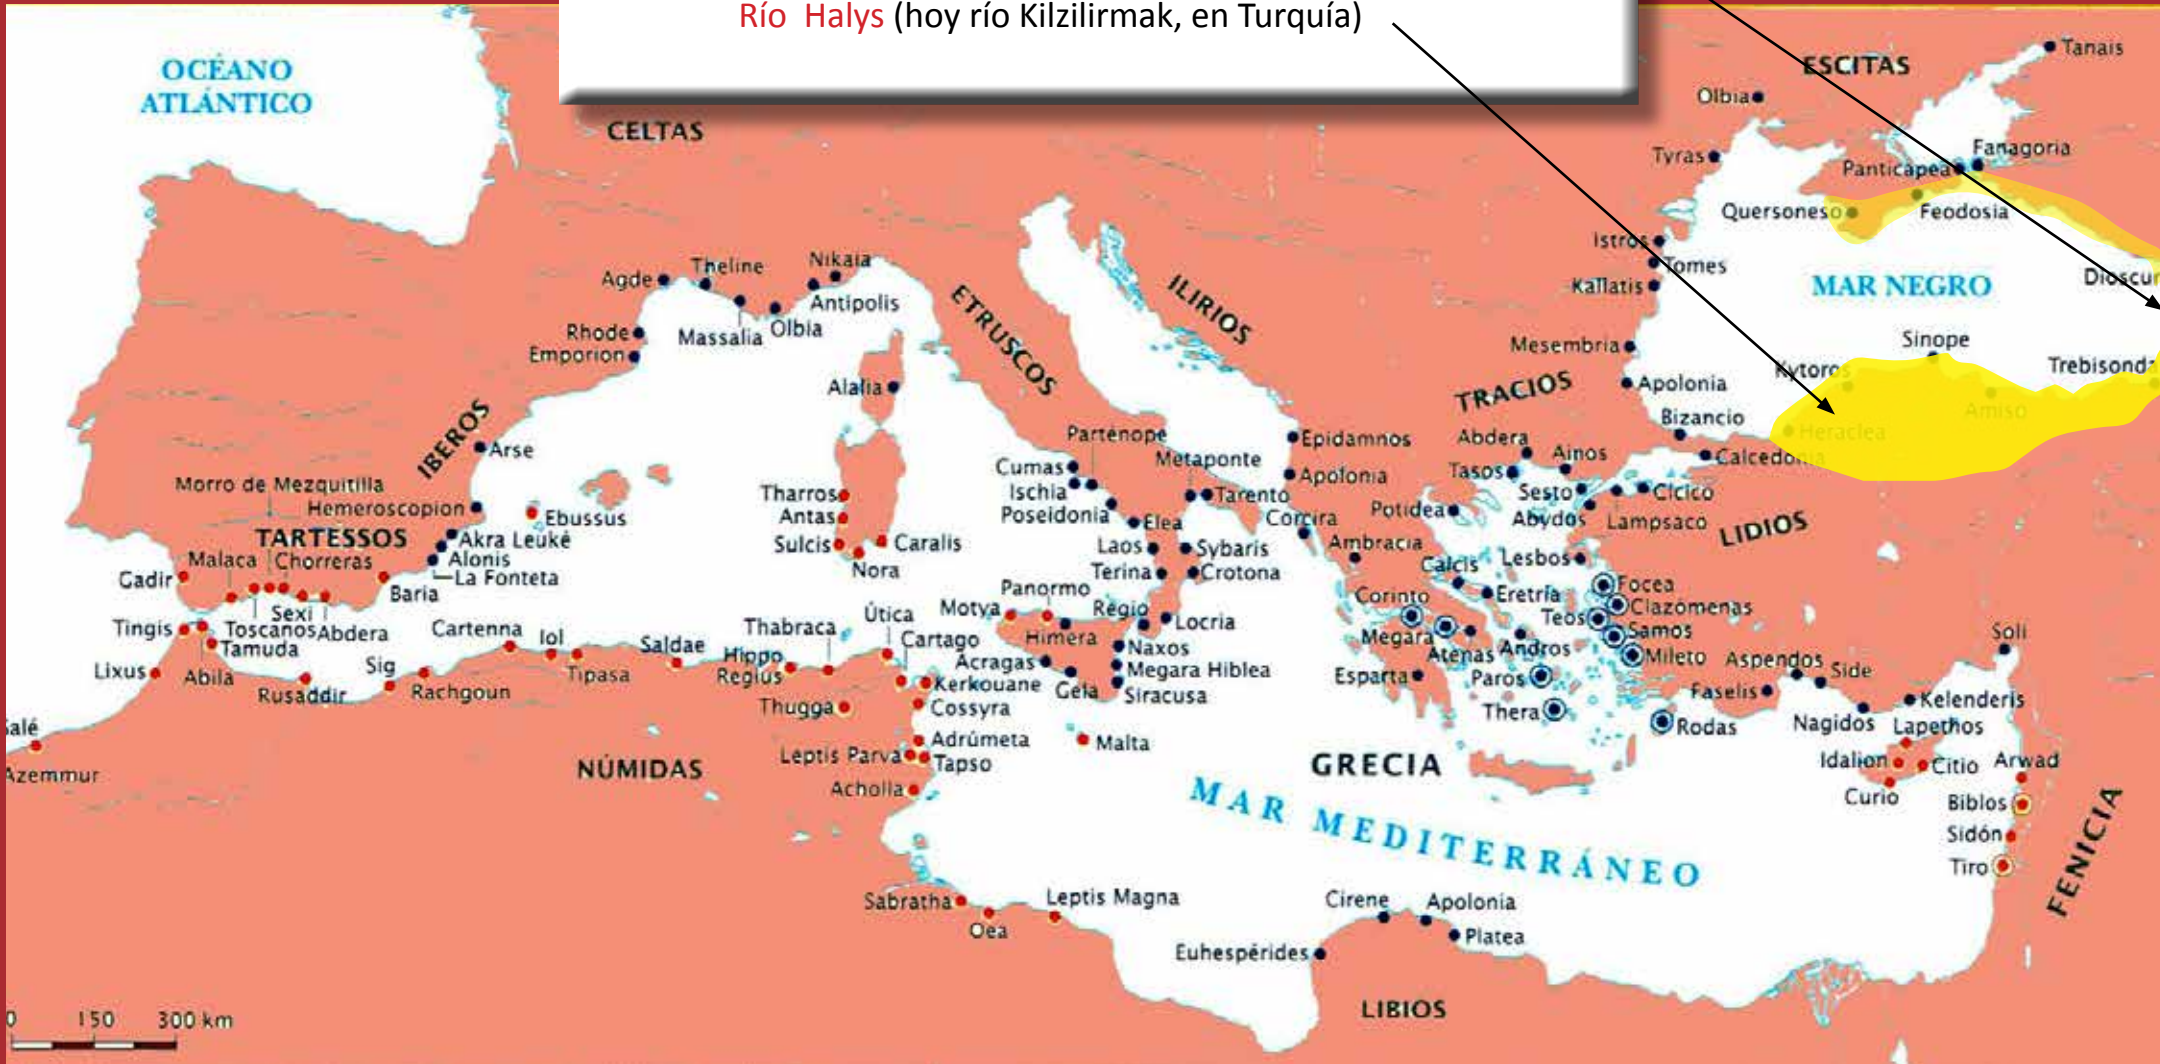 Río Halys (hoy río Kilzilirmak, en Turquía)
OCÉANO
ATLÁNTICO
CELTAS
ESCITAS
Tanais
Olbia
Tyras
Fanagoria
Panticapea
Quersoneso
Feodosia
Istros
Tomes
Kallatis
MAR NEGRO
Dioscur
Mesembria
Sinope
Kytoros
Trebisonda
Apolonia
Amiso
Bizancio
Heraclea
Calcedonia
TRACIOS
Agde
Theline
Nikaia
Antipolis
Massalia
Olbia
Rhode
Emporion
ETRUSCOS
ILIRIOS
Alalia
IBEROS
Arse
Morro de Mezquitilla
Hemeroscopion
Ebussus
TARTESSOS
Akra Leuké
Alonis
La Fonteta
Malaca
Chorreras
Gadir
Baria
Sexi
Toscanos
Abdera
Tingis
Tamuda
Lixus
Abila
Rusaddir
Salé
Azemmur
Sig
Rachgoun
Cartenna
Iol
Tipasa
Saldae
Hippo
Regius
Thabraca
Útica
Cartago
Kerkouane
Cossyra
Thugga
Adrúmeta
Leptis Parva
Tapso
Acholla
NÚMIDAS
Tharros
Antas
Sulcis
Caralis
Nora
Parténope
Cumas
Ischia
Poseidonia
Metaponte
Tarento
Elea
Laos
Sybaris
Terina
Crotona
Panormo
Motya
Himera
Régio
Locria
Naxos
Acragas
Megara Hiblea
Gela
Siracusa
Malta
Epidamnos
Apolonia
Corcira
Ambracia
Abdera
Ainos
Tasos
Sesto
Cícico
Potidea
Abydos
Lampsaco
LIDIOS
Lesbos
Calcis
Focea
Eretria
Clazómenas
Corinto
Teos
Samos
Megara
Atenas
Andros
Mileto
Esparta
Paros
Thera
Rodas
Aspendos
Side
Faselis
Nagidos
Kelenderis
Soli
Lapethos
Idalion
Citio
Arwad
Curio
Biblos
Sidón
Tiro
FENICIA
GRECIA
MAR MEDITERRÁNEO
Sabratha
Oea
Leptis Magna
Cirene
Apolonia
Platea
Euhespérides
LIBIOS
0 150 300 km